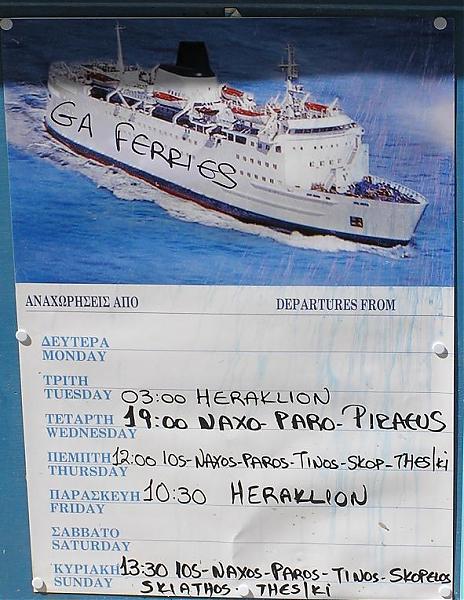 GA FERRIES
ΑΝΑΧΩΡΗΣΕΙΣ ΑΠΟ DEPARTURES FROM
ΔΕΥΤΕΡΑ
MONDAY
ΤΡΙΤΗ
TUESDAY 03:00 HERAKLION
ΤΕΤΑΡΤΗ 19:00 NAXO-PARO-PIRAEUS
WEDNESDAY
ΠΕΜΠΤΗ 12:00 IOS-NAXOS-PAROS-TINOS-SKOP-THES/KI
THURSDAY
ΠΑΡΑΣΚΕΥΗ 10:30 HERAKLION
FRIDAY
ΣΑΒΒΑΤΟ
SATURDAY
ΚΥΡΙΑΚΗ 13:30 IOS-NAXOS-PAROS-TINOS-SKOPELOS
SUNDAY SKIATHOS-THES/KI